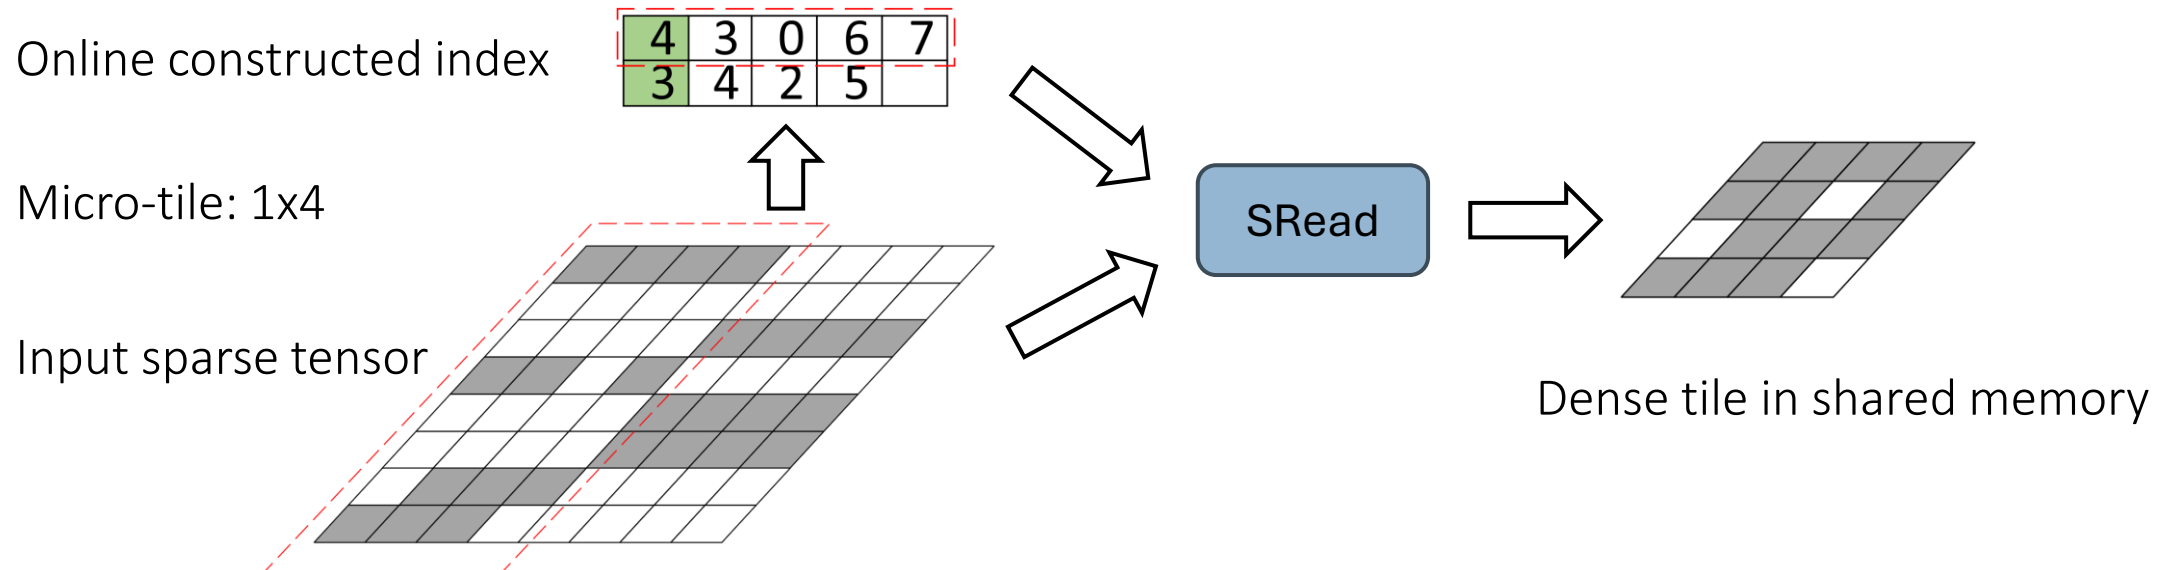 Online constructed index
4 3 0 6 7
3 4 2 5
Micro-tile: 1x4
SRead
Input sparse tensor
Dense tile in shared memory